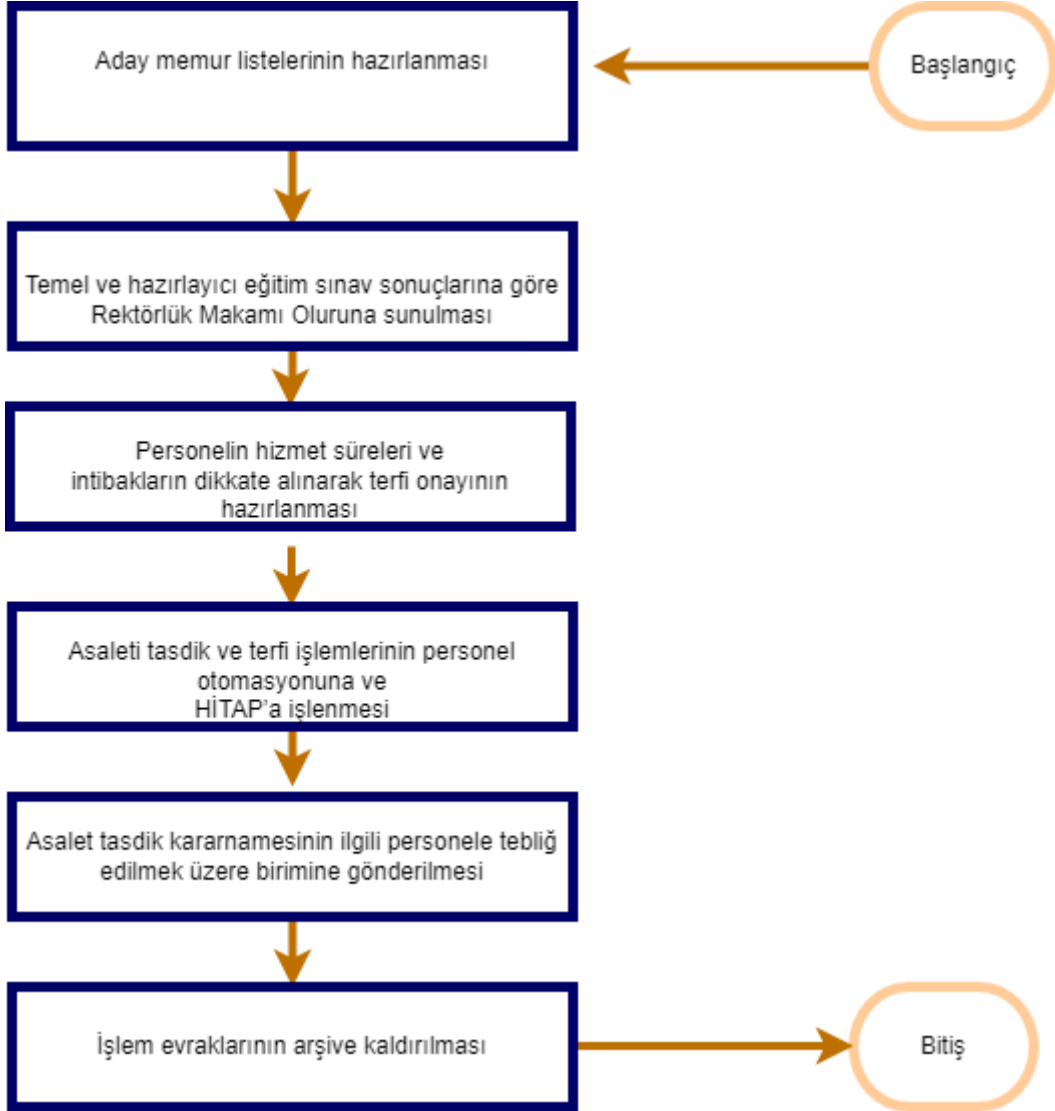 Başlangıç
Aday memur listelerinin hazırlanması
Temel ve hazırlayıcı eğitim sınav sonuçlarına göre
Rektörlük Makamı Oluruna sunulması
Personelin hizmet süreleri ve
intibakların dikkate alınarak terfi onayının
hazırlanması
Asaleti tasdik ve terfi işlemlerinin personel
otomasyonuna ve
HİTAP’a işlenmesi
Asalet tasdik kararnamesinin ilgili personele tebliğ
edilmek üzere birimine gönderilmesi
İşlem evraklarının arşive kaldırılması
Bitiş